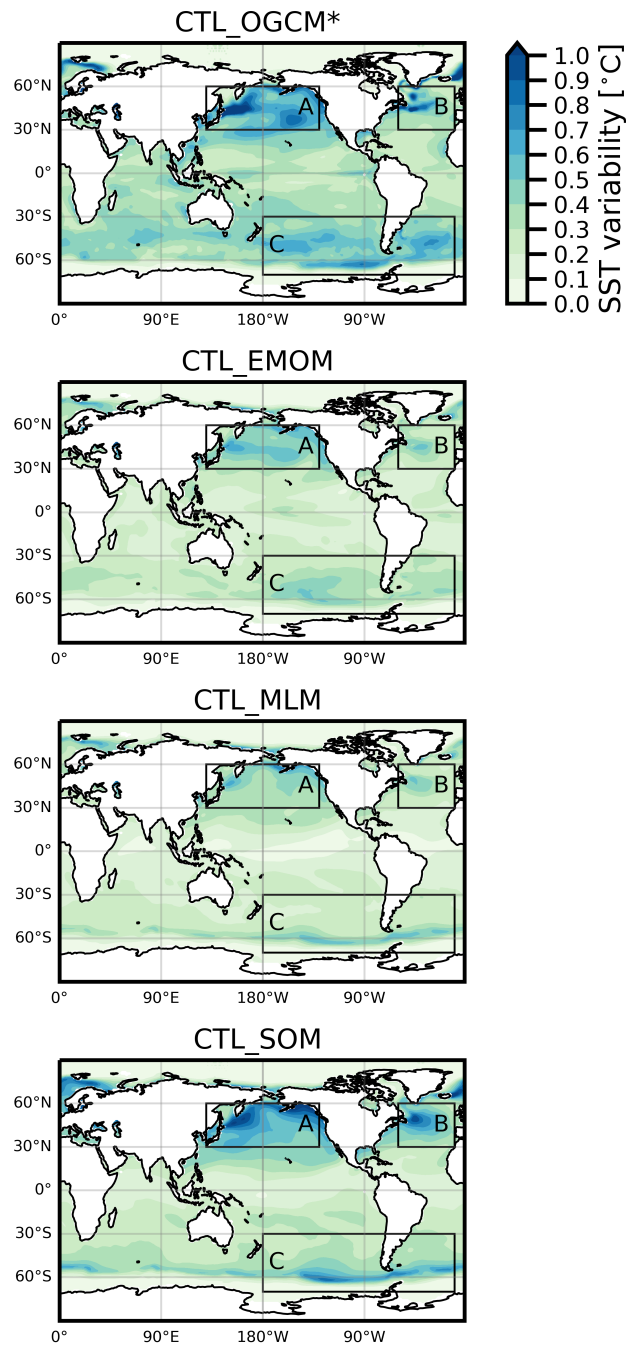 CTL_OGCM*
60°N
30°N
0°
30°S
60°S
0°
90°E
180°W
90°W
A
B
C
1.0
0.9
0.8
0.7
0.6
0.5
0.4
0.3
0.2
0.1
0.0
SST variability [°C]
CTL_EMOM
60°N
30°N
0°
30°S
60°S
0°
90°E
180°W
90°W
A
B
C
CTL_MLM
60°N
30°N
0°
30°S
60°S
0°
90°E
180°W
90°W
A
B
C
CTL_SOM
60°N
30°N
0°
30°S
60°S
0°
90°E
180°W
90°W
A
B
C